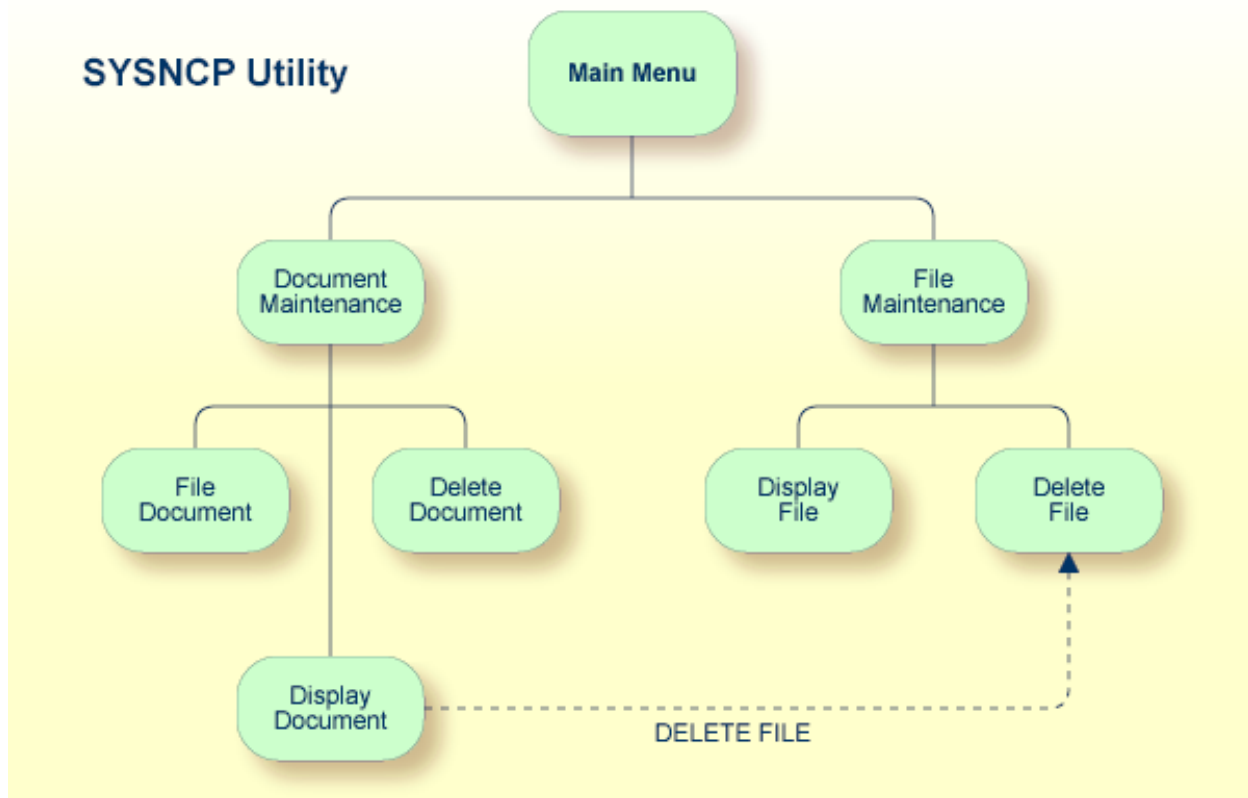 SYSNCP Utility
Main Menu
Document
Maintenance
File
Maintenance
File
Document
Delete
Document
Display
File
Delete
File
Display
Document
DELETE FILE